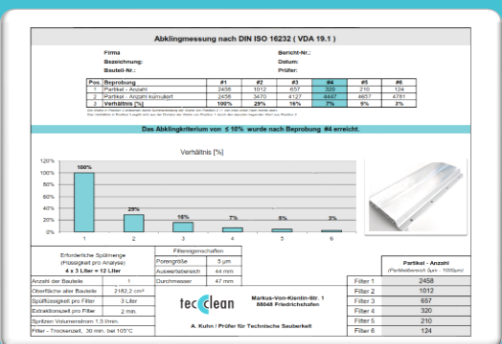 Abklingmessung nach DIN ISO 16232 ( VDA 19.1 )
Firma Bericht-Nr.:
Bezeichnung: Datum:
Bauteil-Nr.: Prüfer:
Pos. Beprobung #1 #2 #3 #4 #5 #6
1 Partikel - Anzahl 2458 1012 657 320 210 124
2 Partikel - Anzahl kumuliert 2458 3470 4127 4447 4657 4781
3 Verhältnis [%] 100% 29% 16% 7% 5% 3%
Das Abklingkriterium von ≤ 10% wurde nach Beprobung #4 erreicht.
Verhältnis [%]
120%
100%
80%
60%
40%
20%
0%
100%
29%
16%
7%
5%
3%
1 2 3 4 5 6
Erforderliche Spülmenge
(Flüssigkeit pro Analyse)
4 x 3 Liter = 12 Liter
Anzahl der Bauteile 1
Oberfläche aller Bauteile 2182,2 cm²
Spülflüssigkeit pro Filter 3 Liter
Extraktionszeit pro Filter 2 min.
Spritzen Volumenstrom 1,5 l/min.
Filter - Trockenzeit, 30 min. bei 105°C
Filtereigenschaften
Porengröße 5 µm
Auswertebereich 44 mm
Durchmesser 47 mm
tecclean
Markus-Von-Kienlin-Str. 1
88048 Friedrichshafen
A. Kuhn / Prüfer für Technische Sauberkeit
Partikel - Anzahl
(Partikelbereich 5µm - 1000µm)
Filter 1 2458
Filter 2 1012
Filter 3 657
Filter 4 320
Filter 5 210
Filter 6 124